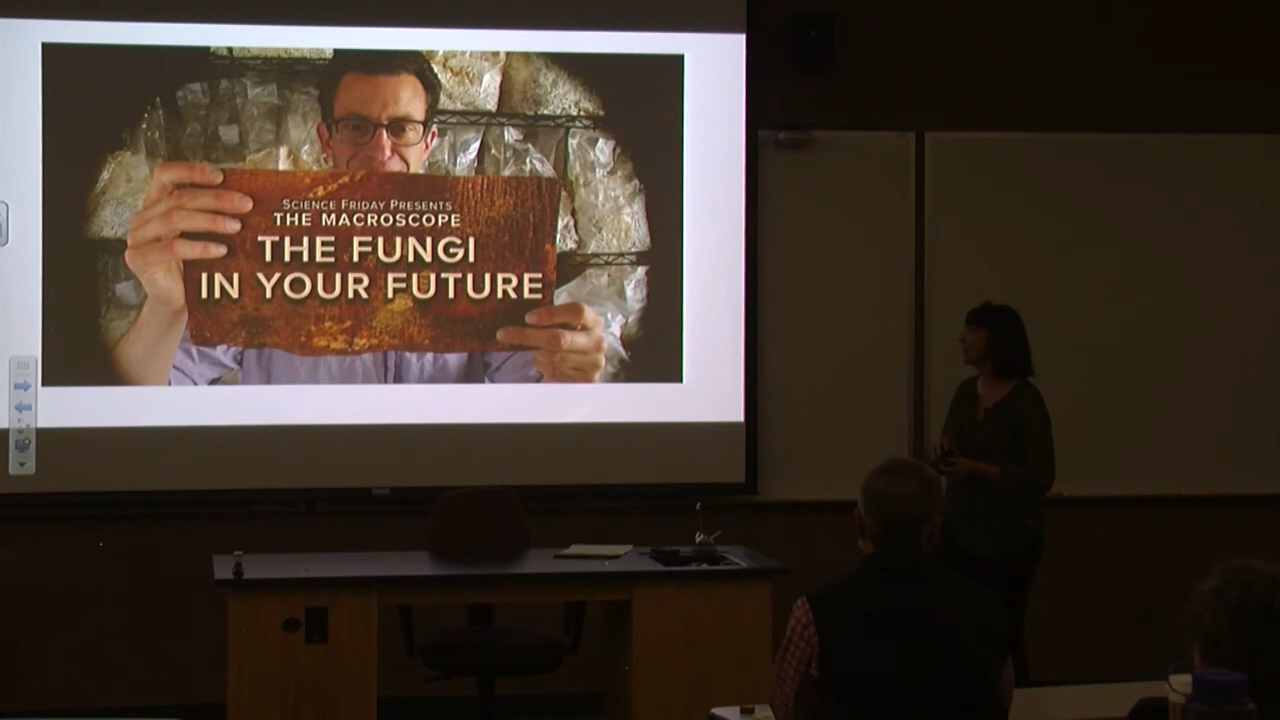 Science Friday Presents
THE MACROSCOPE
THE FUNGI
IN YOUR FUTURE